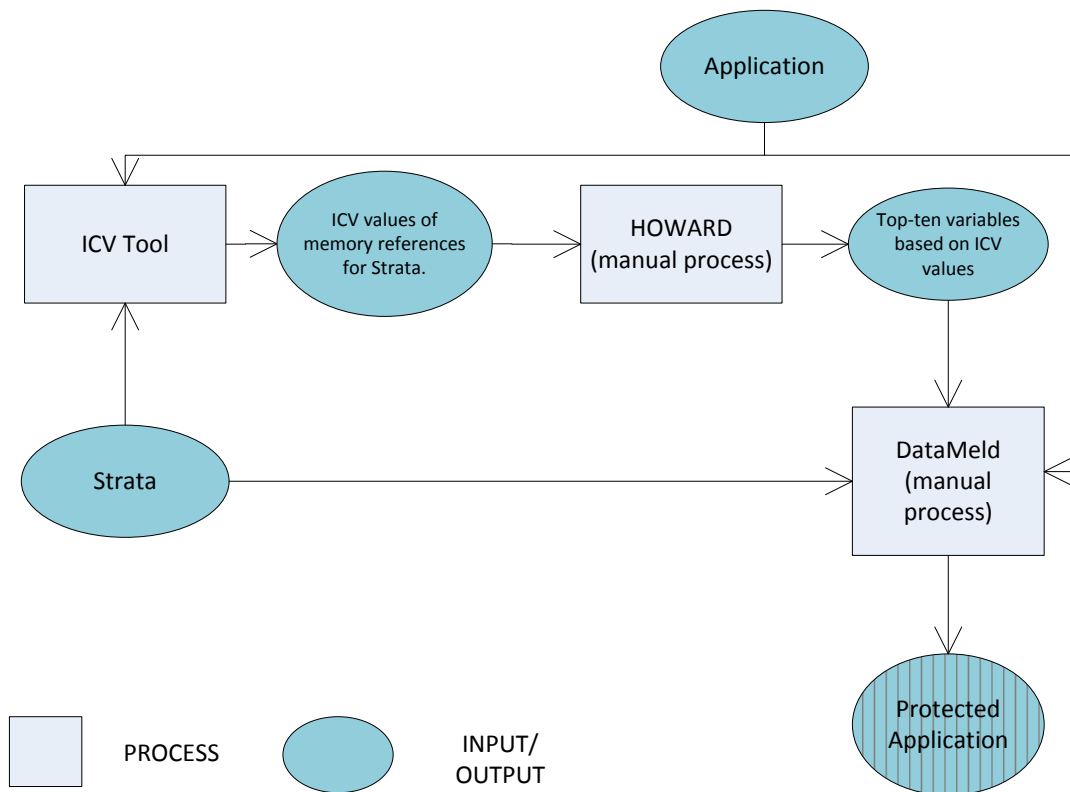 Application
ICV Tool
ICV values of
memory references
for Strata.
HOWARD
(manual process)
Top-ten variables
based on ICV
values
Strata
DataMeld
(manual
process)
Protected
Application
PROCESS
INPUT/
OUTPUT